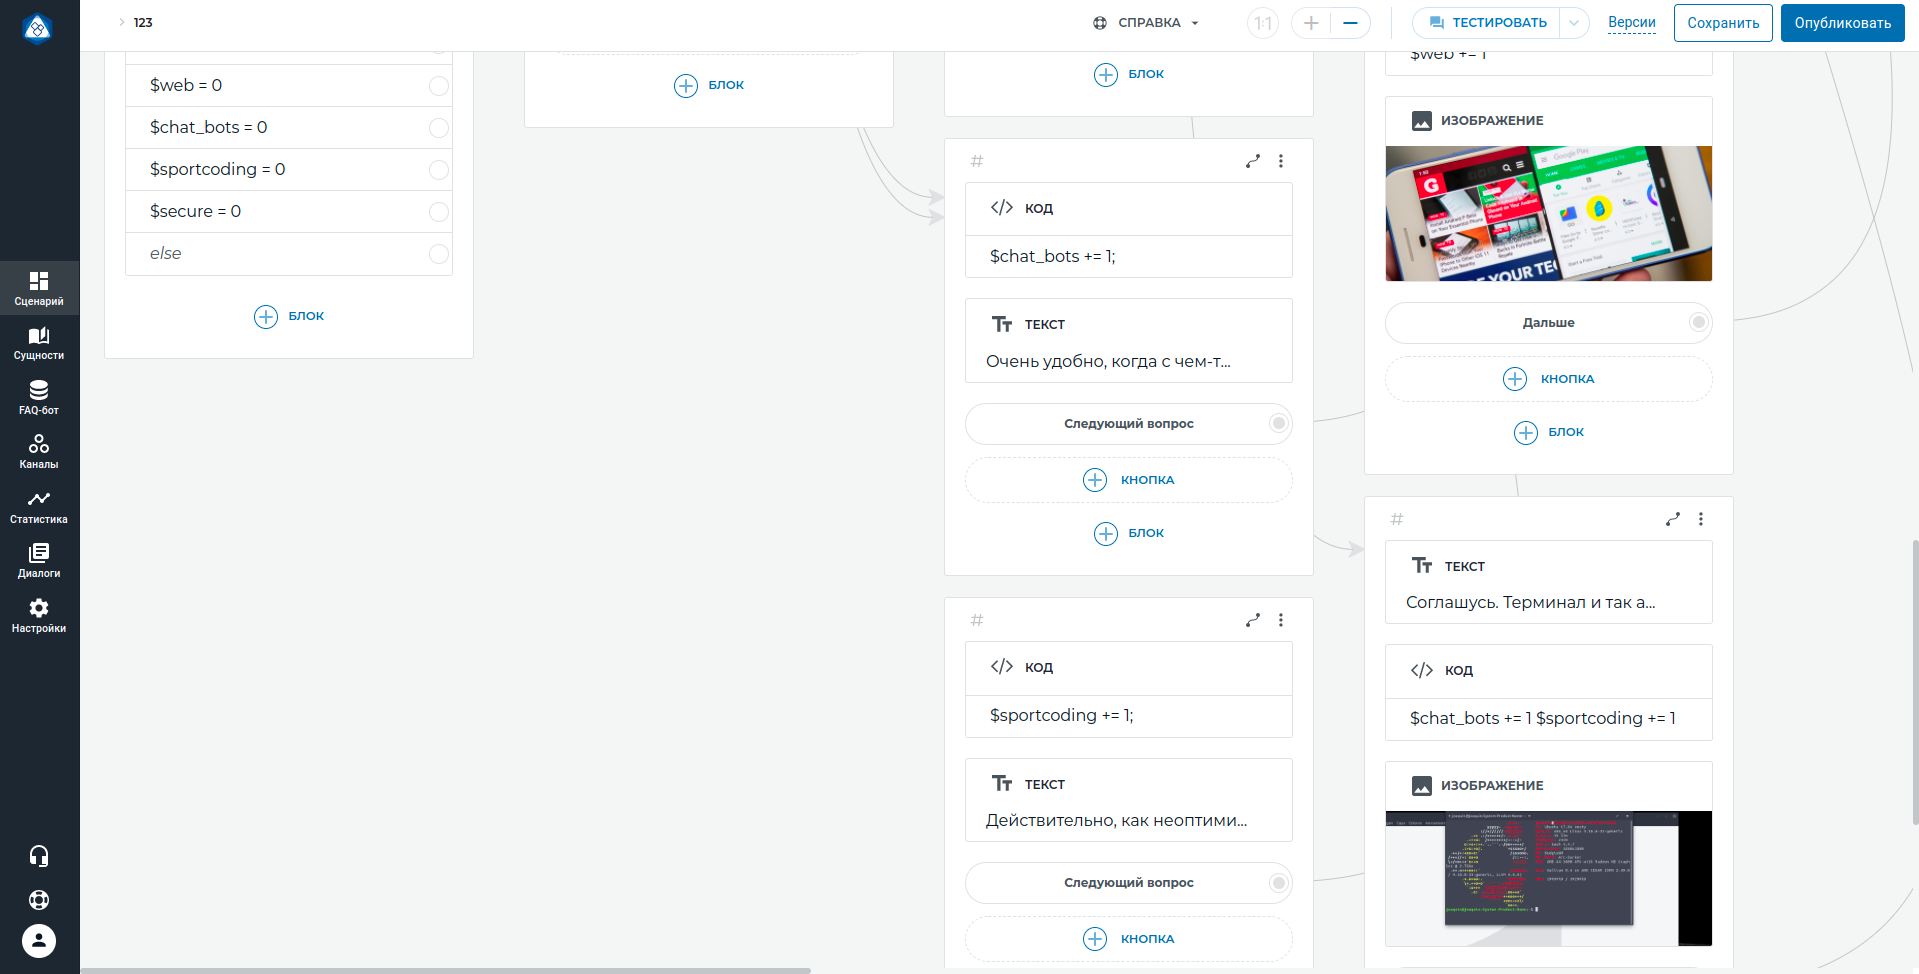 123
СПРАВКА
1:1
ТЕСТИРОВАТЬ
Версии
Сохранить
Опубликовать
Сценарий
Сущности
FAQ-бот
Каналы
Статистика
Диалоги
Настройки
$web = 0
$chat_bots = 0
$sportcoding = 0
$secure = 0
else
БЛОК
БЛОК
БЛОК
#
КОД
$chat_bots += 1;
ТЕКСТ
Очень удобно, когда с чем-т...
Следующий вопрос
КНОПКА
БЛОК
#
КОД
$sportcoding += 1;
ТЕКСТ
Действительно, как неоптими...
Следующий вопрос
КНОПКА
$web += 1
ИЗОБРАЖЕНИЕ
Google Play
Дальше
КНОПКА
БЛОК
#
ТЕКСТ
Соглашусь. Терминал и так а...
КОД
$chat_bots += 1 $sportcoding += 1
ИЗОБРАЖЕНИЕ